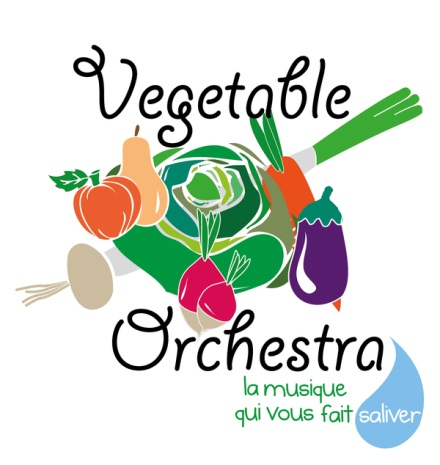 Vegetable
Orchestra
la musique
qui vous fait saliver